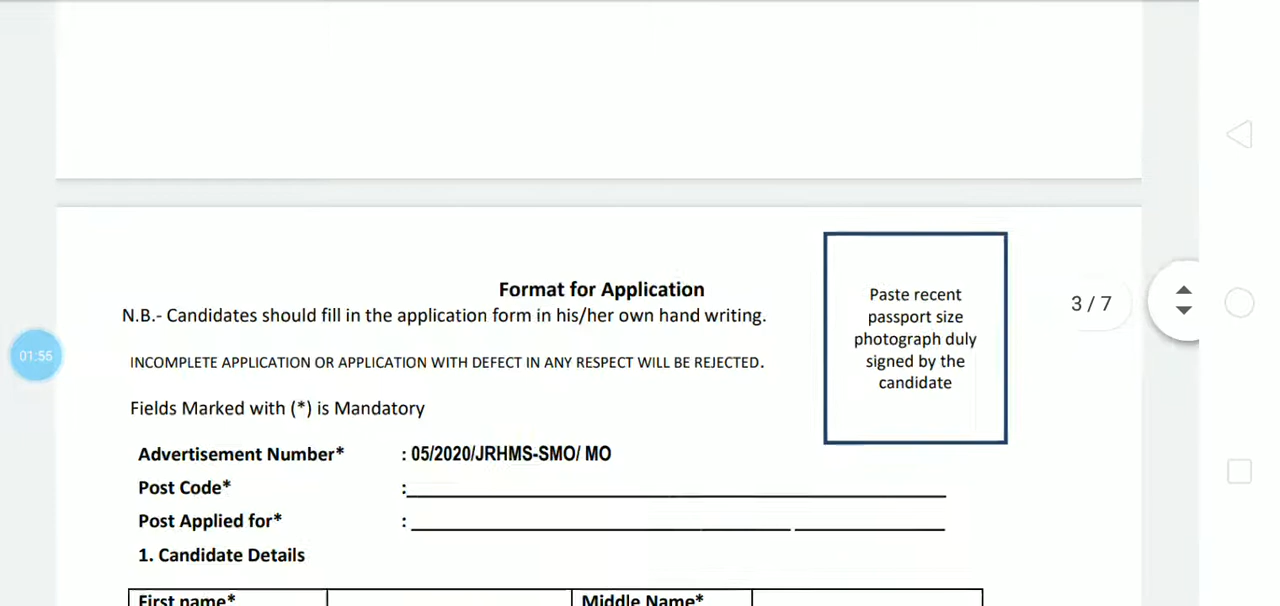 Format for Application
N.B.- Candidates should fill in the application form in his/her own hand writing.
INCOMPLETE APPLICATION OR APPLICATION WITH DEFECT IN ANY RESPECT WILL BE REJECTED.
Fields Marked with (*) is Mandatory
Paste recent
passport size
photograph duly
signed by the
candidate
3 / 7
01:55
Advertisement Number* : 05/2020/JRHMS-SMO/ MO
Post Code* :
Post Applied for* :
1. Candidate Details
First name* Middle Name*